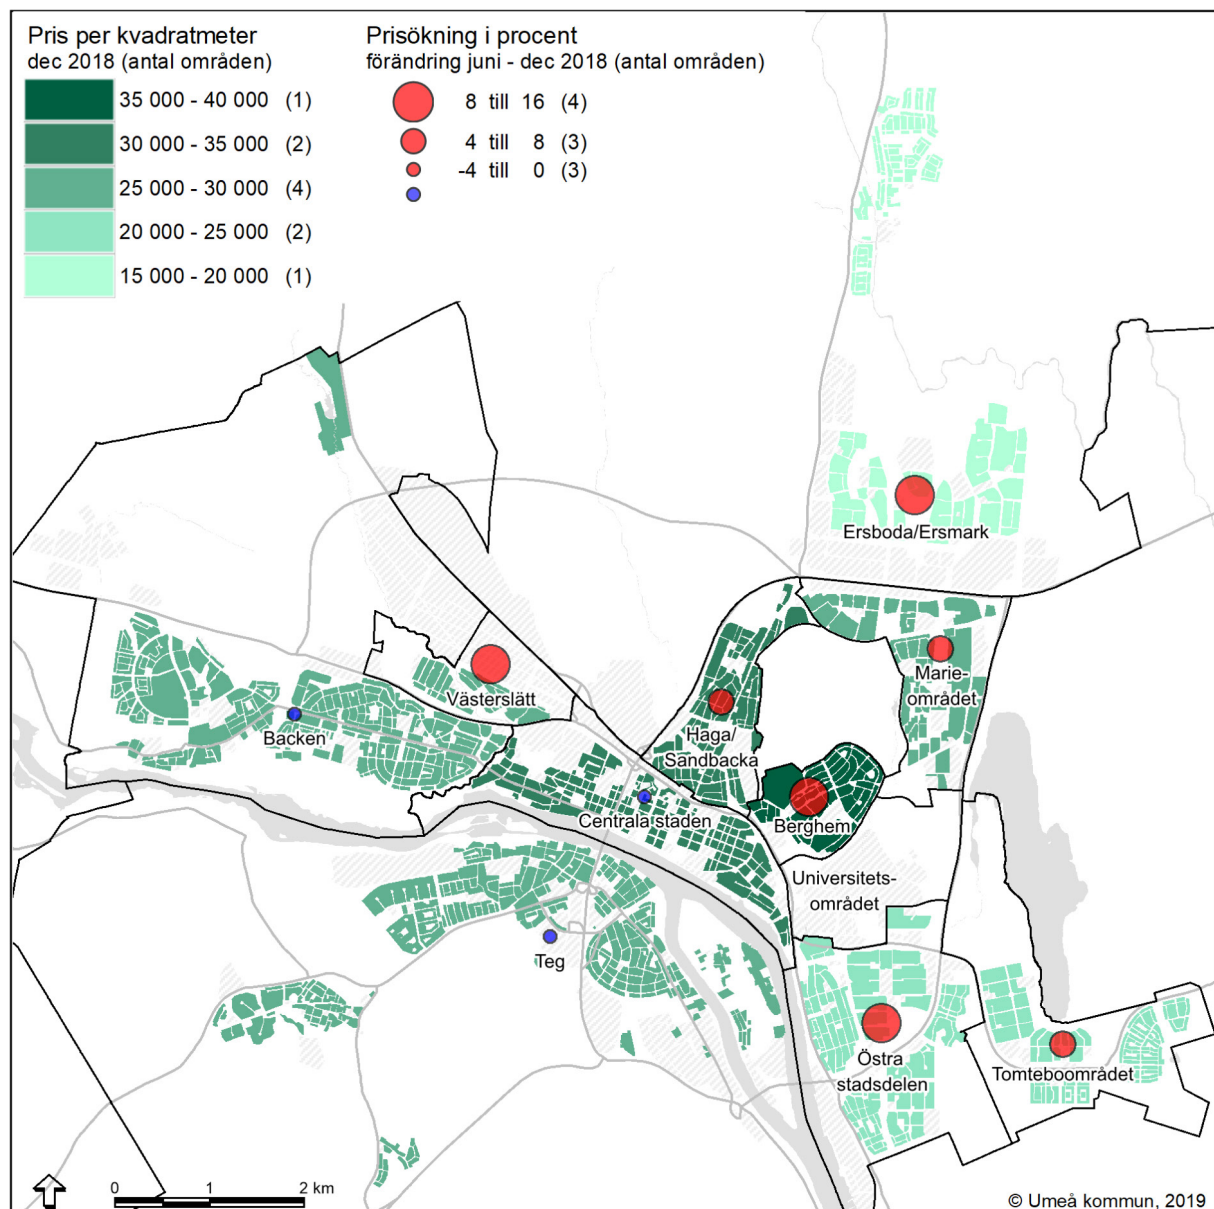 Pris per kvadratmeter
dec 2018 (antal områden)
35 000 - 40 000 (1)
30 000 - 35 000 (2)
25 000 - 30 000 (4)
20 000 - 25 000 (2)
15 000 - 20 000 (1)
Prisökning i procent
förändring juni - dec 2018 (antal områden)
8 till 16 (4)
4 till 8 (3)
-4 till 0 (3)
Ersboda/Ersmark
Marie-
området
Västerslätt
Haga/
Sandbacka
Backen
Centrala staden
Berghem
Universitets-
området
Teg
Östra
stadsdelen
Tomteboområdet
0 1 2 km
© Umeå kommun, 2019